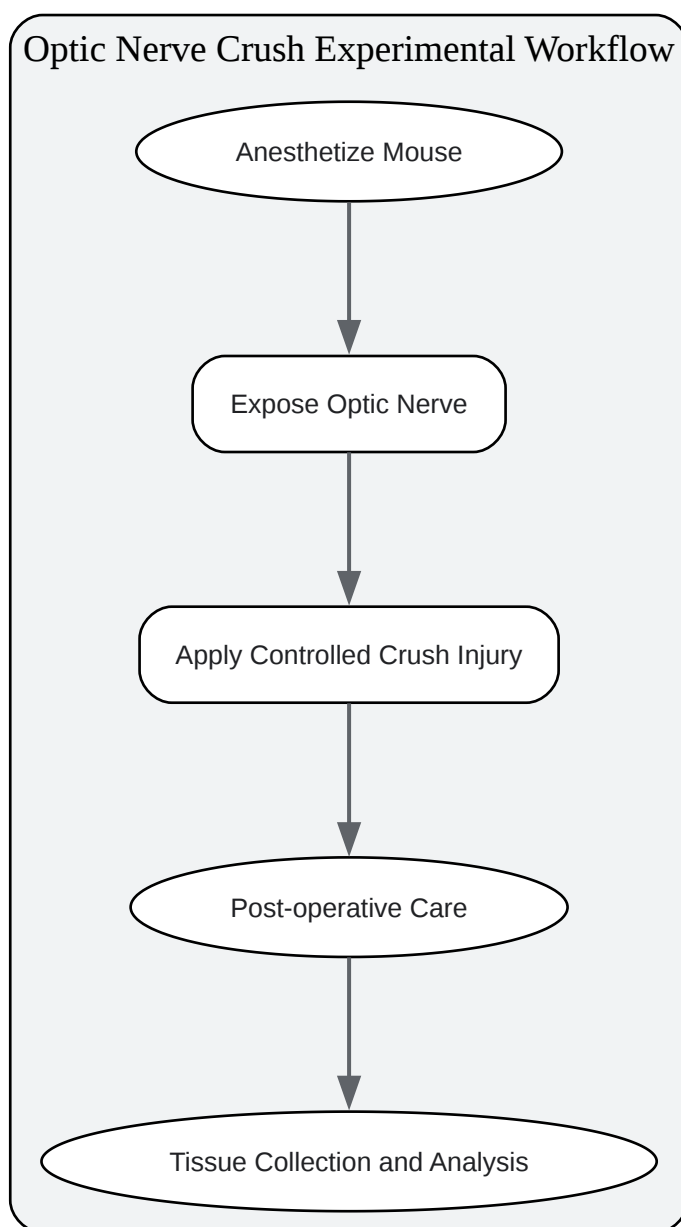 Optic Nerve Crush Experimental Workflow
Anesthetize Mouse
Expose Optic Nerve
Apply Controlled Crush Injury
Post-operative Care
Tissue Collection and Analysis